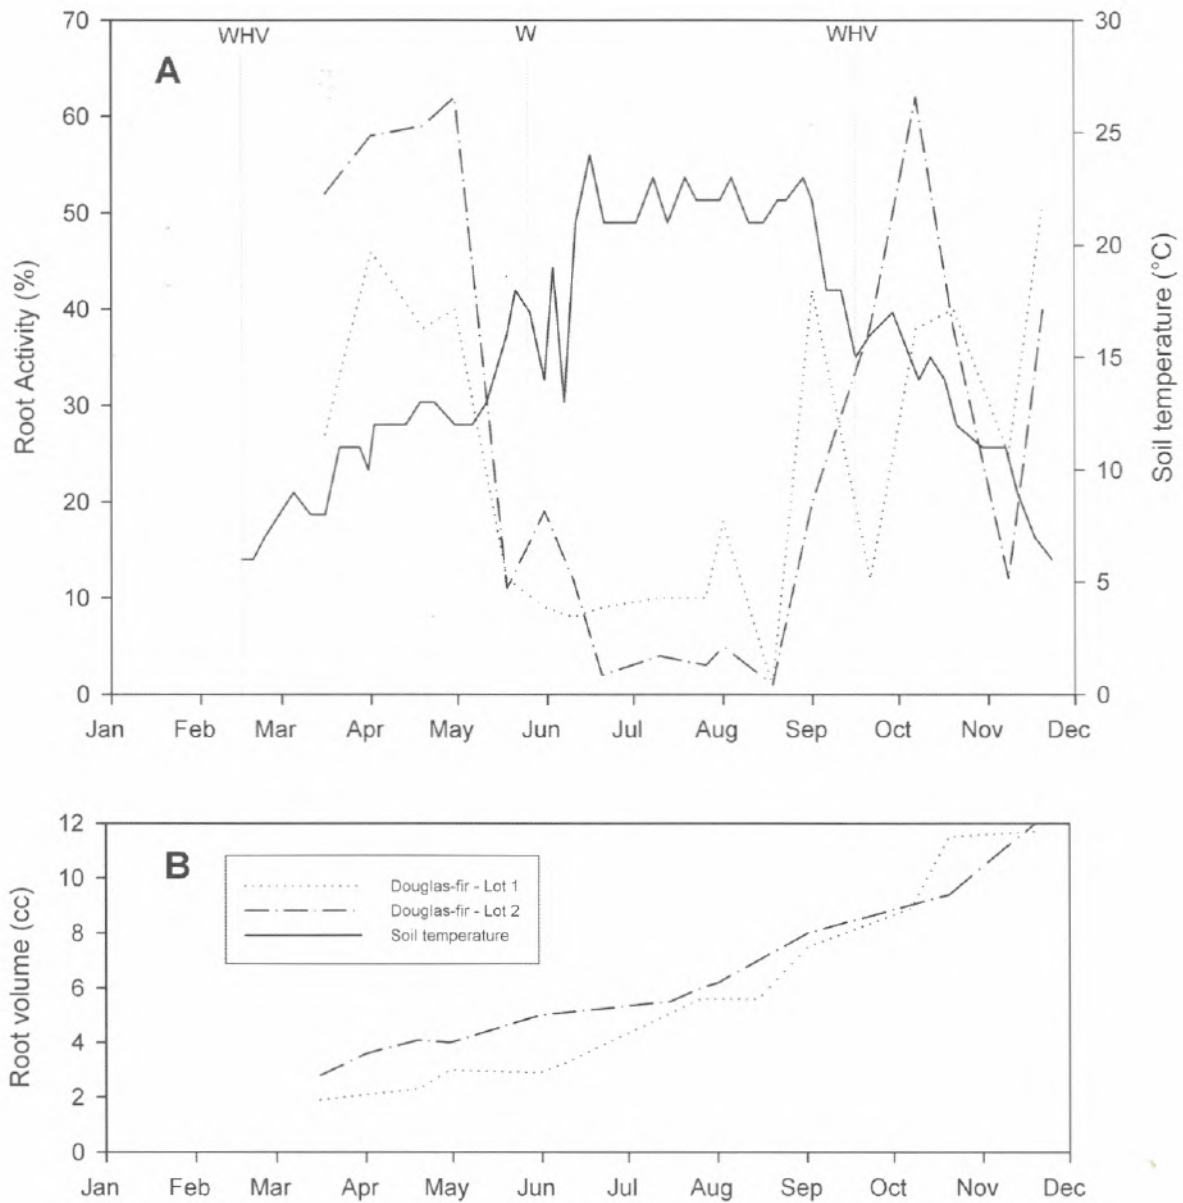 70
60
50
40
30
20
10
0
Root Activity (%)
WHV
W
WHV
A
30
25
20
15
10
5
0
Soil temperature (°C)
Jan Feb Mar Apr May Jun Jul Aug Sep Oct Nov Dec
12
10
8
6
4
2
0
Root volume (cc)
B
Douglas-fir - Lot 1
Douglas-fir - Lot 2
Soil temperature
Jan Feb Mar Apr May Jun Jul Aug Sep Oct Nov Dec